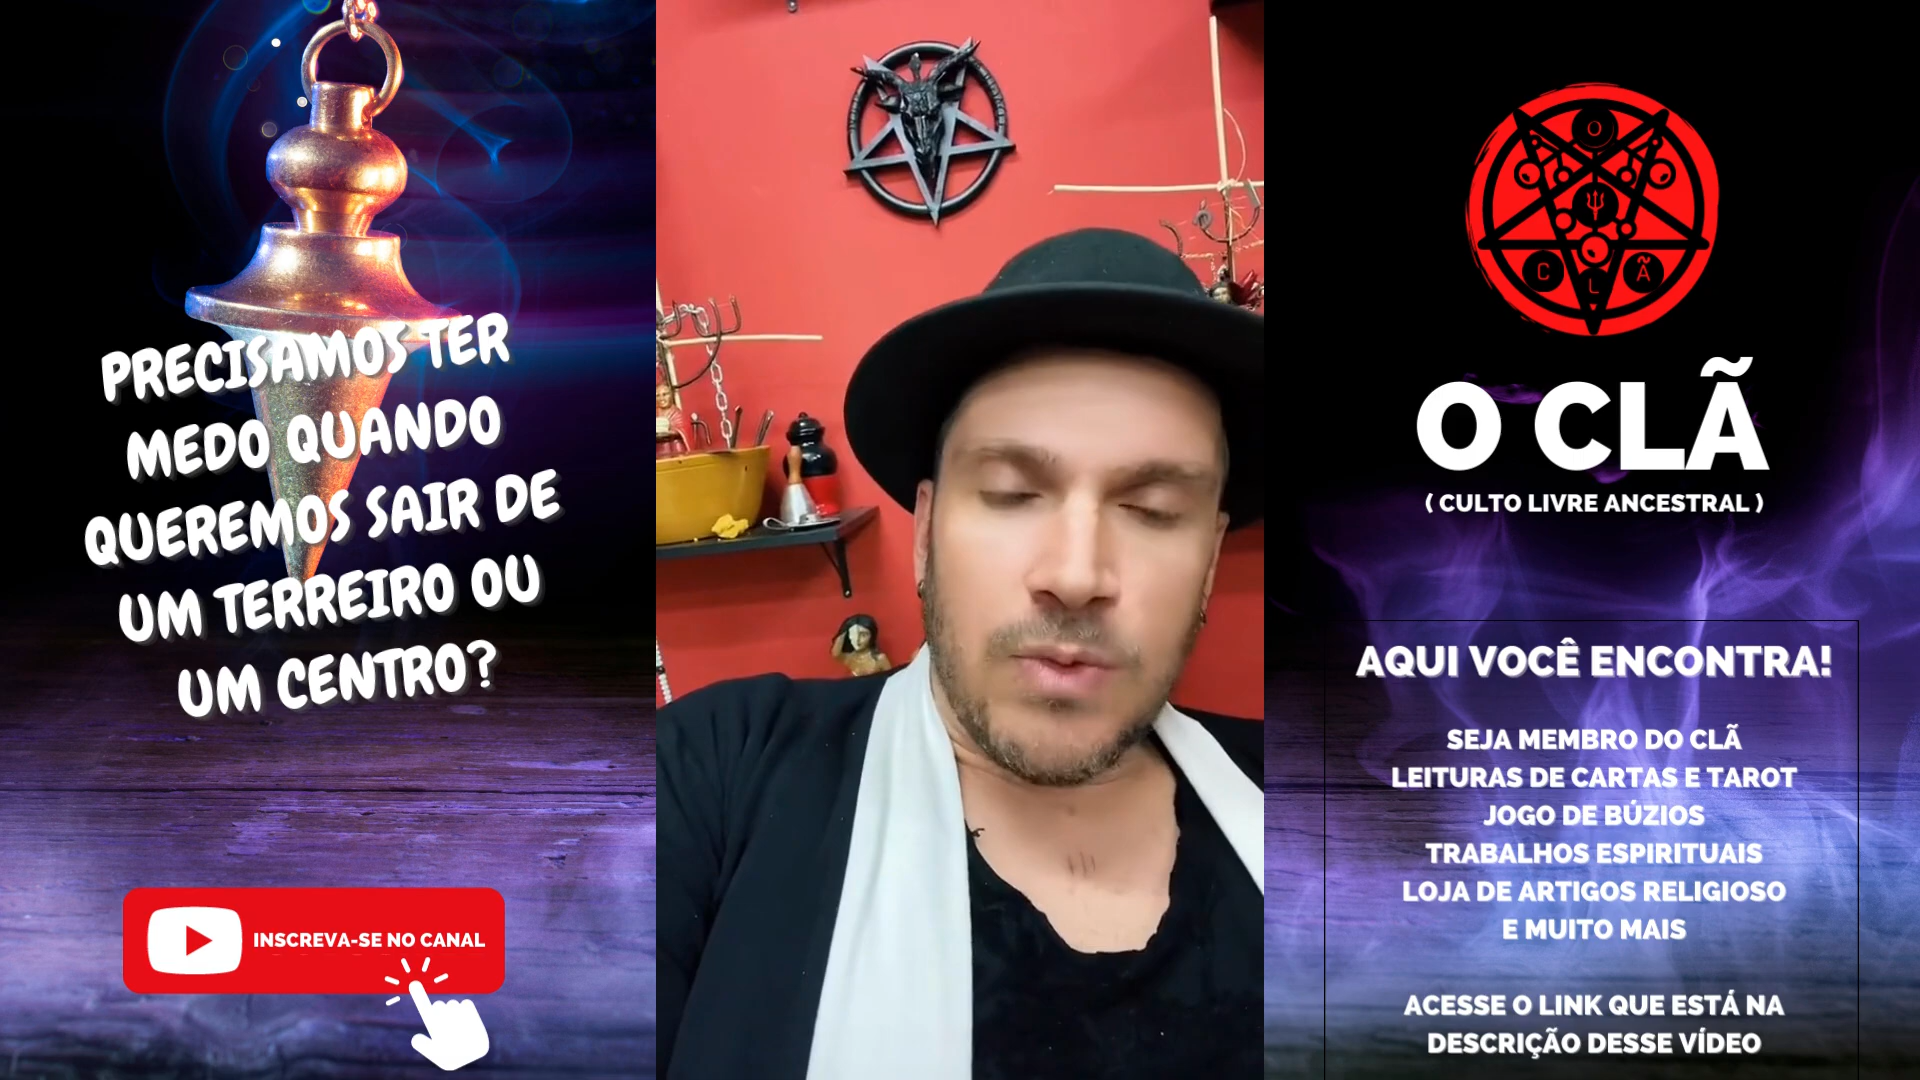 PRECISAMOS TER
MEDO QUANDO
QUEREMOS SAIR DE
UM TERREIRO OU
UM CENTRO?
INSCREVA-SE NO CANAL
O
C
L
Ã
O CLÃ
( CULTO LIVRE ANCESTRAL )
AQUI VOCÊ ENCONTRA!
SEJA MEMBRO DO CLÃ
LEITURAS DE CARTAS E TAROT
JOGO DE BÚZIOS
TRABALHOS ESPIRITUAIS
LOJA DE ARTIGOS RELIGIOSO
E MUITO MAIS
ACESSE O LINK QUE ESTÁ NA
DESCRIÇÃO DESSE VÍDEO